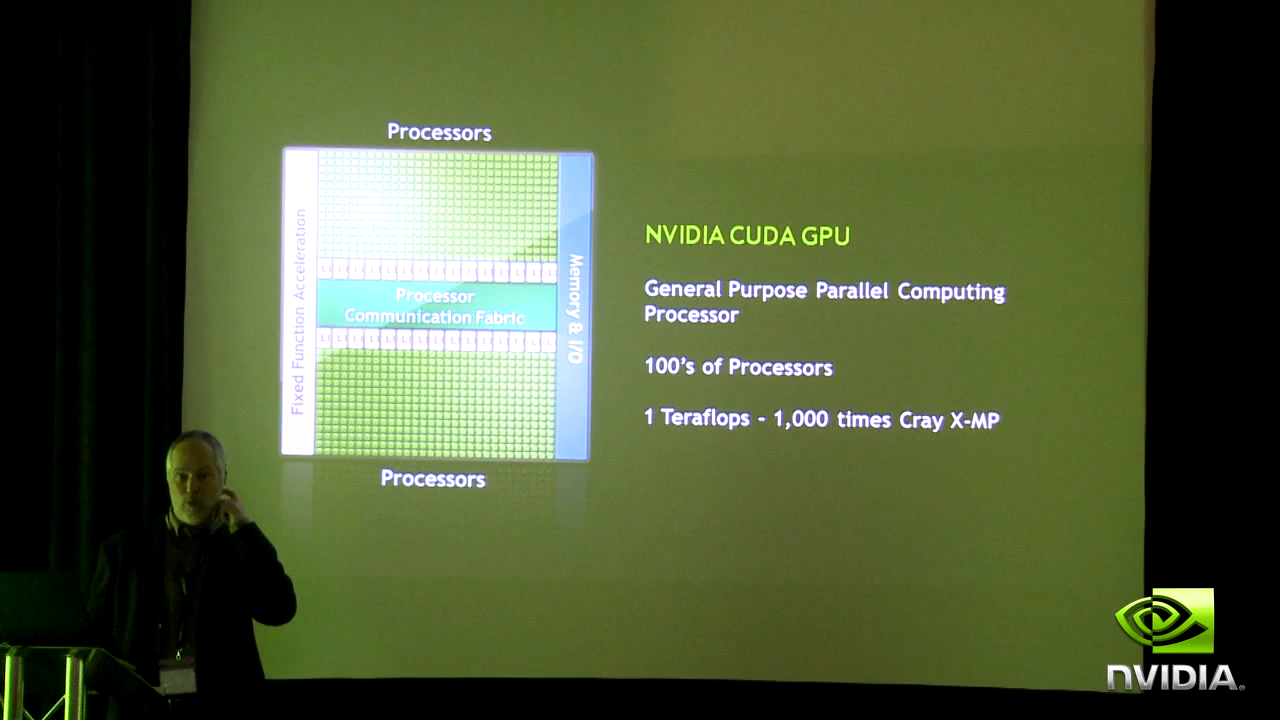 Processors
Fixed Function Acceleration
Processor
Communication Fabric
Memory & I/O
Processors
NVIDIA CUDA GPU
General Purpose Parallel Computing
Processor
100's of Processors
1 Teraflops - 1,000 times Cray X-MP
NVIDIA